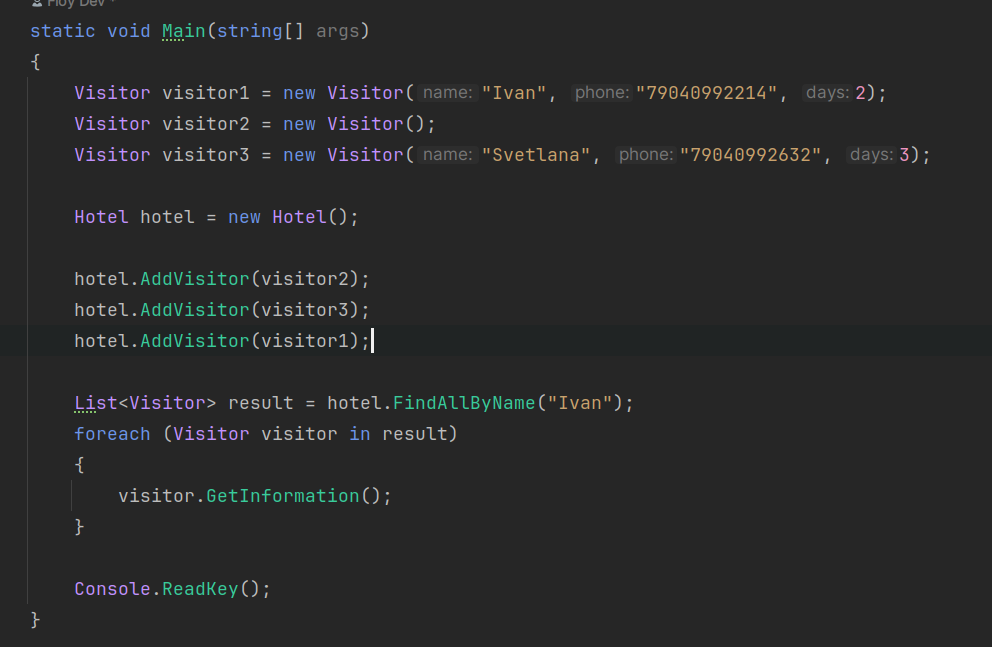 Floy Dev
static void Main(string[] args)
{
Visitor visitor1 = new Visitor( name: "Ivan", phone: "79040992214", days: 2);
Visitor visitor2 = new Visitor();
Visitor visitor3 = new Visitor( name: "Svetlana", phone: "79040992632", days: 3);
Hotel hotel = new Hotel();
hotel.AddVisitor(visitor2);
hotel.AddVisitor(visitor3);
hotel.AddVisitor(visitor1);
List<Visitor> result = hotel.FindAllByName("Ivan");
foreach (Visitor visitor in result)
{
visitor.GetInformation();
}
Console.ReadKey();
}